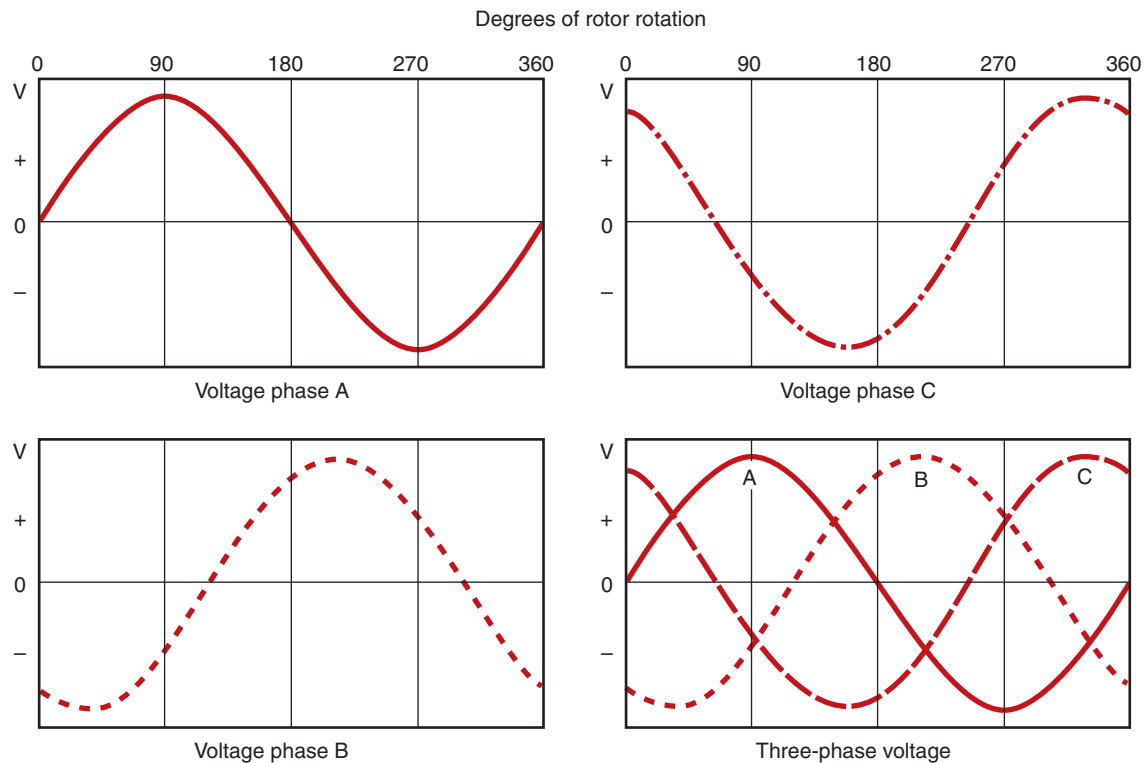 Degrees of rotor rotation
0 90 180 270 360
0 90 180 270 360
V
+
0
–
Voltage phase A
V
+
0
–
Voltage phase C
V
+
0
–
Voltage phase B
V
+
0
–
A
B
C
Three-phase voltage